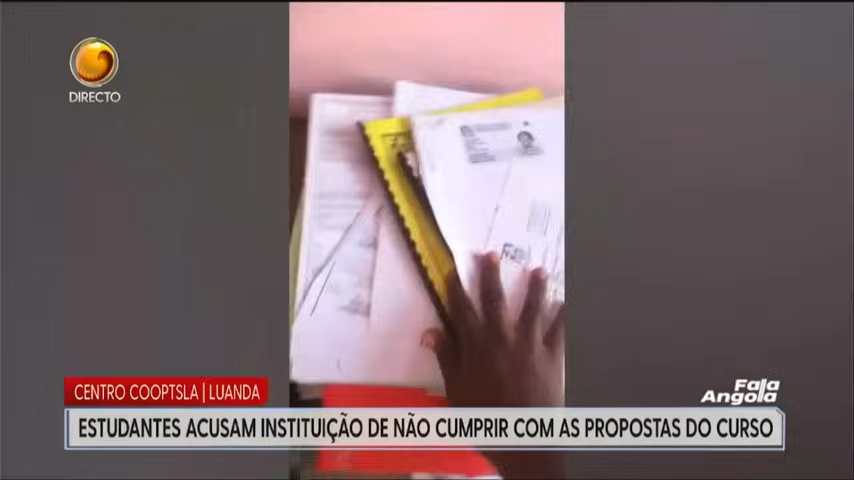 DIRECTO
CENTRO COOPTSLA | LUANDA
Fala
Angola
ESTUDANTES ACUSAM INSTITUIÇÃO DE NÃO CUMPRIR COM AS PROPOSTAS DO CURSO